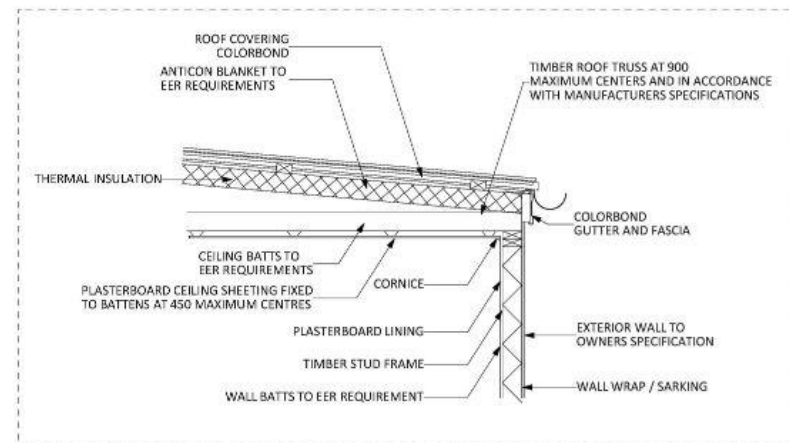 ROOF COVERING
COLORBOND
ANTICON BLANKET TO
EER REQUIREMENTS
TIMBER ROOF TRUSS AT 900
MAXIMUM CENTERS AND IN ACCORDANCE
WITH MANUFACTURERS SPECIFICATIONS
THERMAL INSULATION
COLORBOND
GUTTER AND FASCIA
CEILING BATTS TO
EER REQUIREMENTS
CORNICE
PLASTERBOARD CEILING SHEETING FIXED
TO BATTENS AT 450 MAXIMUM CENTRES
PLASTERBOARD LINING
EXTERIOR WALL TO
OWNERS SPECIFICATION
TIMBER STUD FRAME
WALL BATTS TO EER REQUIREMENT
WALL WRAP / SARKING